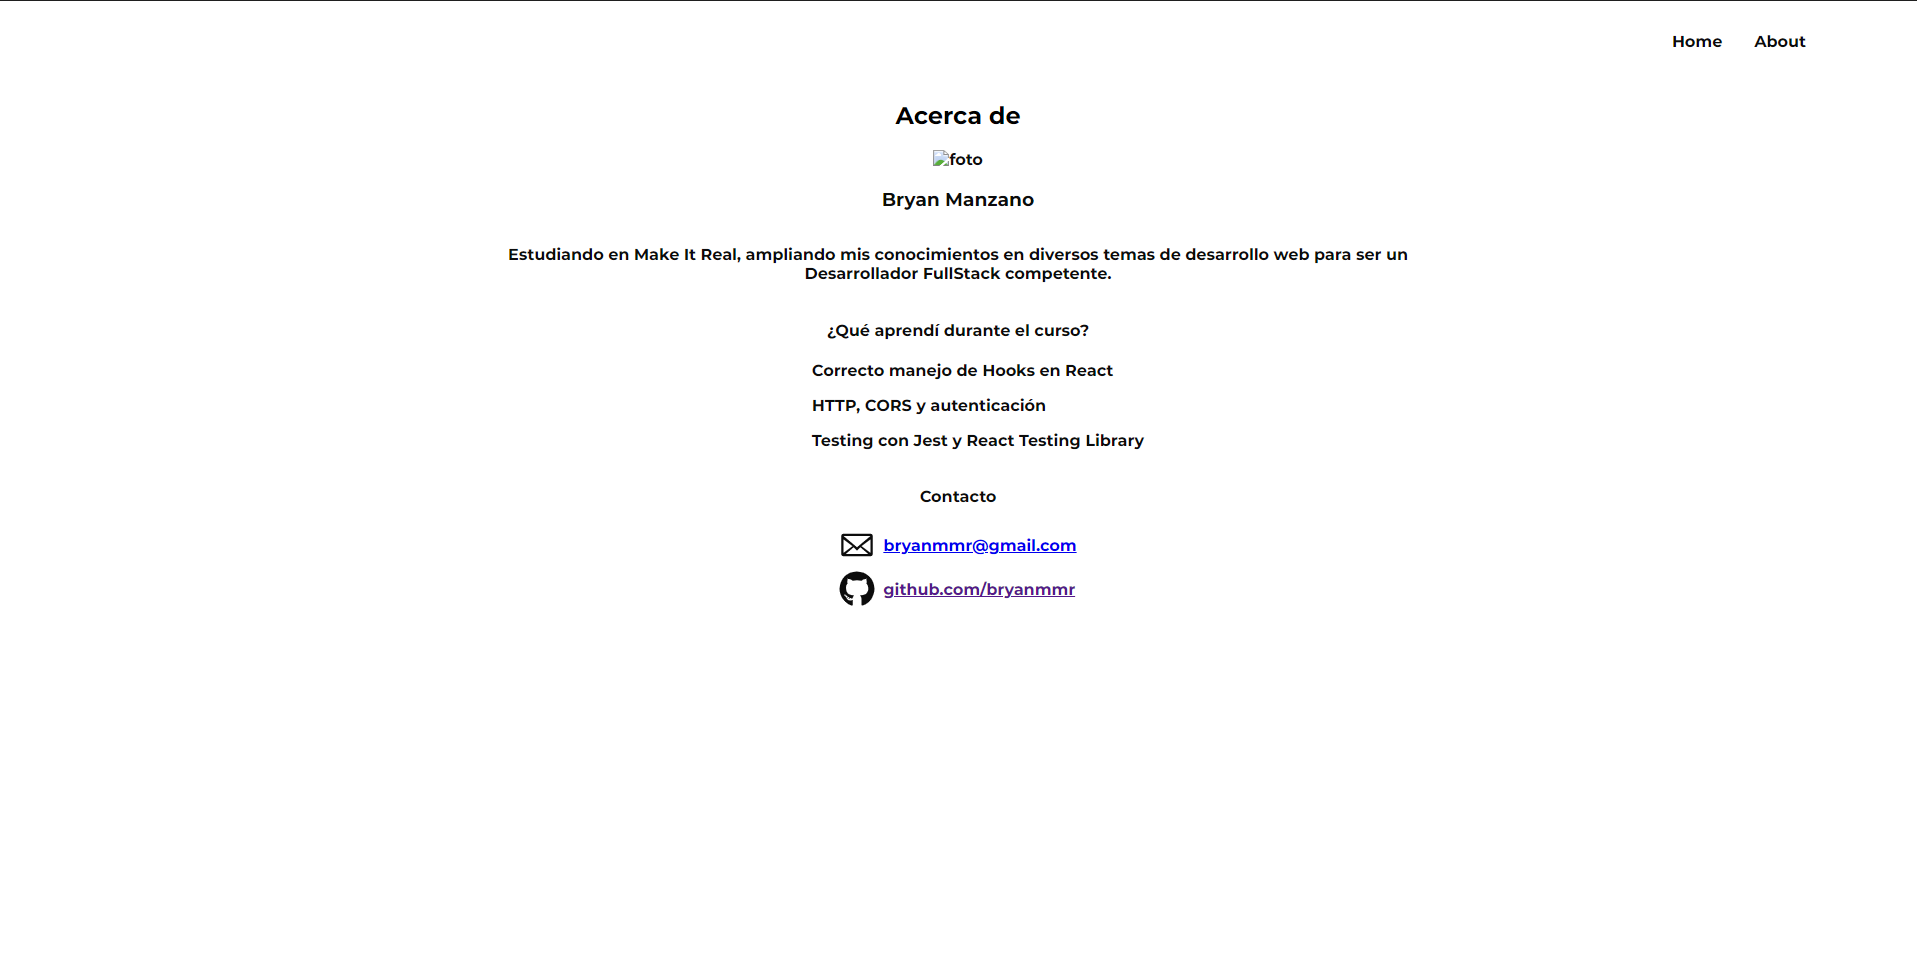 Home About
Acerca de
foto
Bryan Manzano
Estudiando en Make It Real, ampliando mis conocimientos en diversos temas de desarrollo web para ser un
Desarrollador FullStack competente.
¿Qué aprendí durante el curso?
Correcto manejo de Hooks en React
HTTP, CORS y autenticación
Testing con Jest y React Testing Library
Contacto
bryanmmr@gmail.com
github.com/bryanmmr